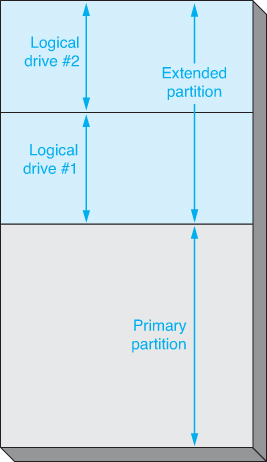 Logical
drive #2
Extended
partition
Logical
drive #1
Primary
partition